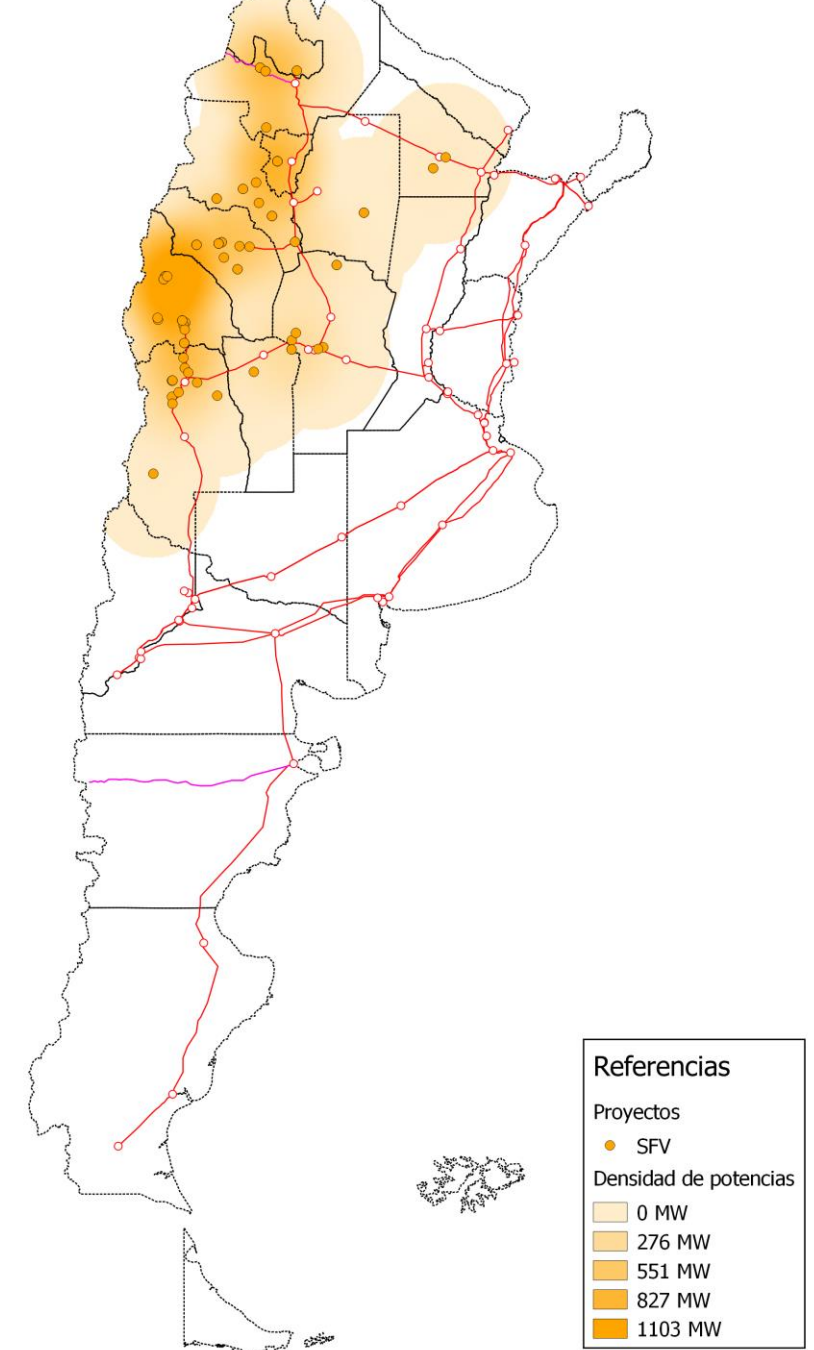 Referencias
Proyectos
SFV
Densidad de potencias
0 MW
276 MW
551 MW
827 MW
1103 MW